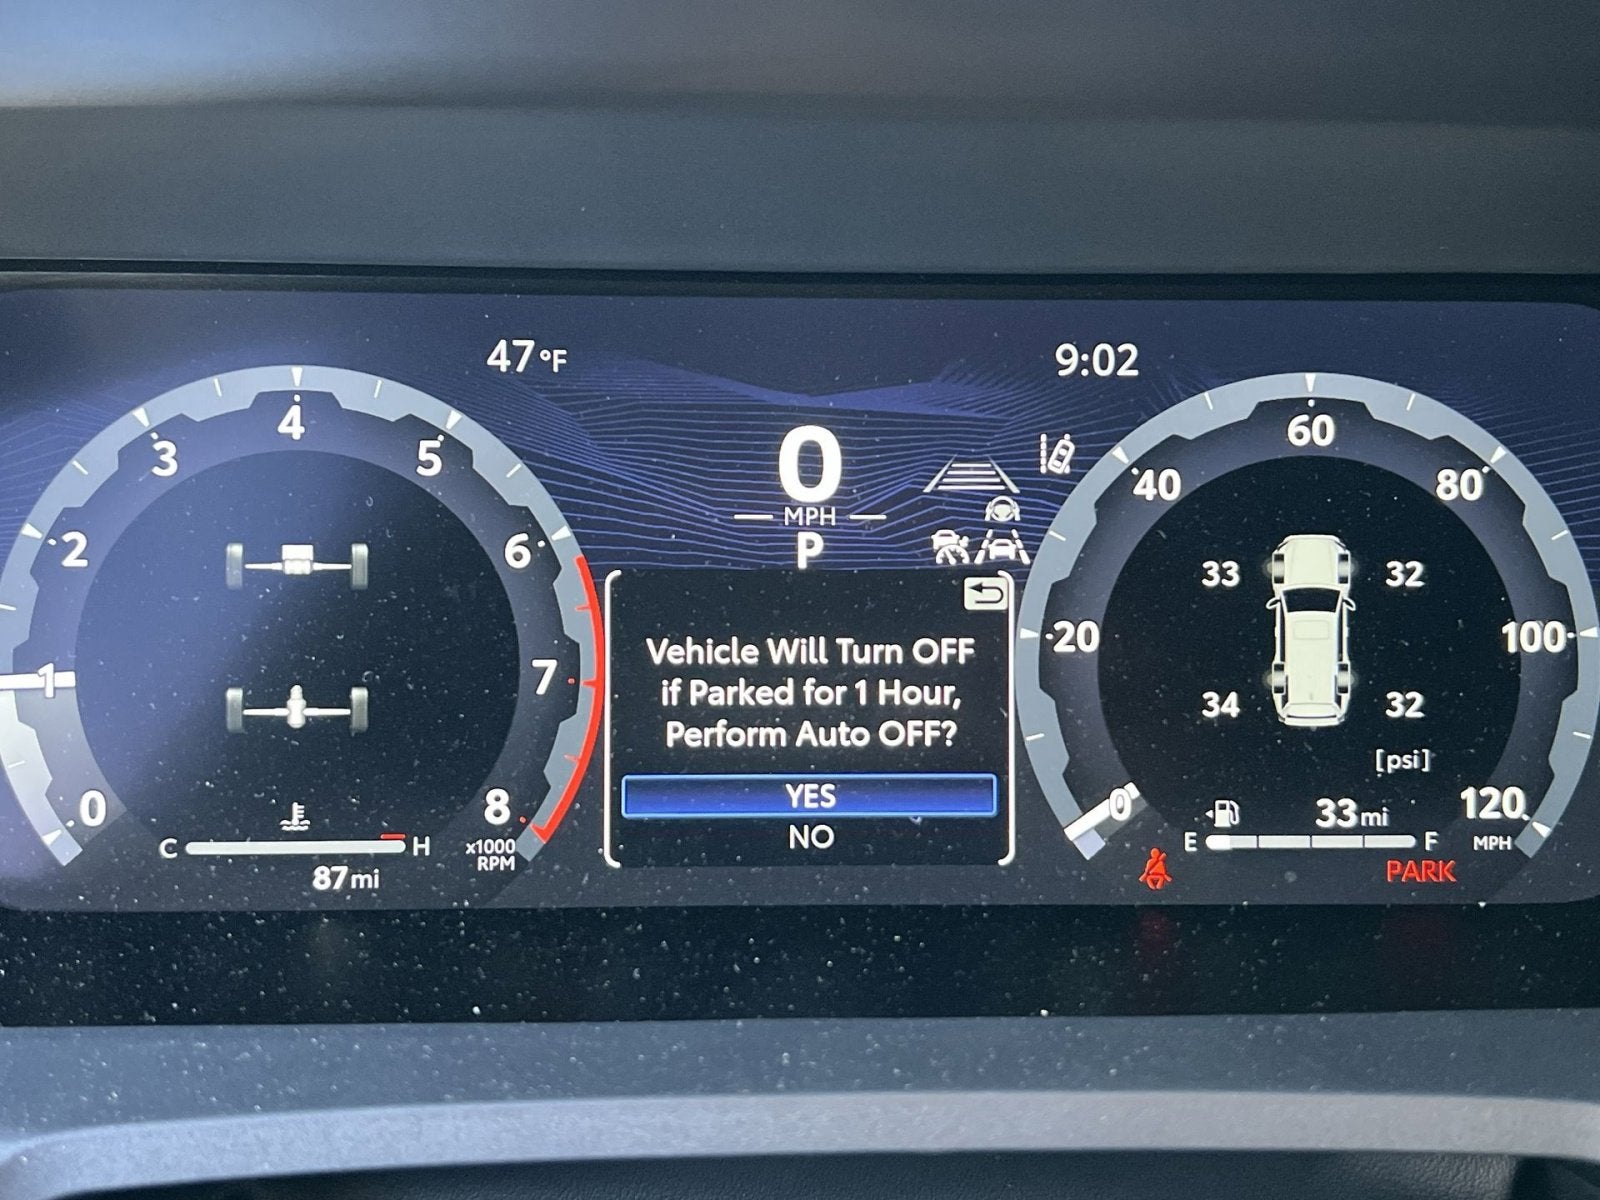 47°F
9:02
0
MPH
P
0
1
2
3
4
5
6
7
8
x1000
RPM
C
H
87mi
Vehicle Will Turn OFF
if Parked for 1 Hour,
Perform Auto OFF?
YES
NO
0
20
40
60
80
100
120
MPH
33
32
34
32
[psi]
33mi
E
F
PARK